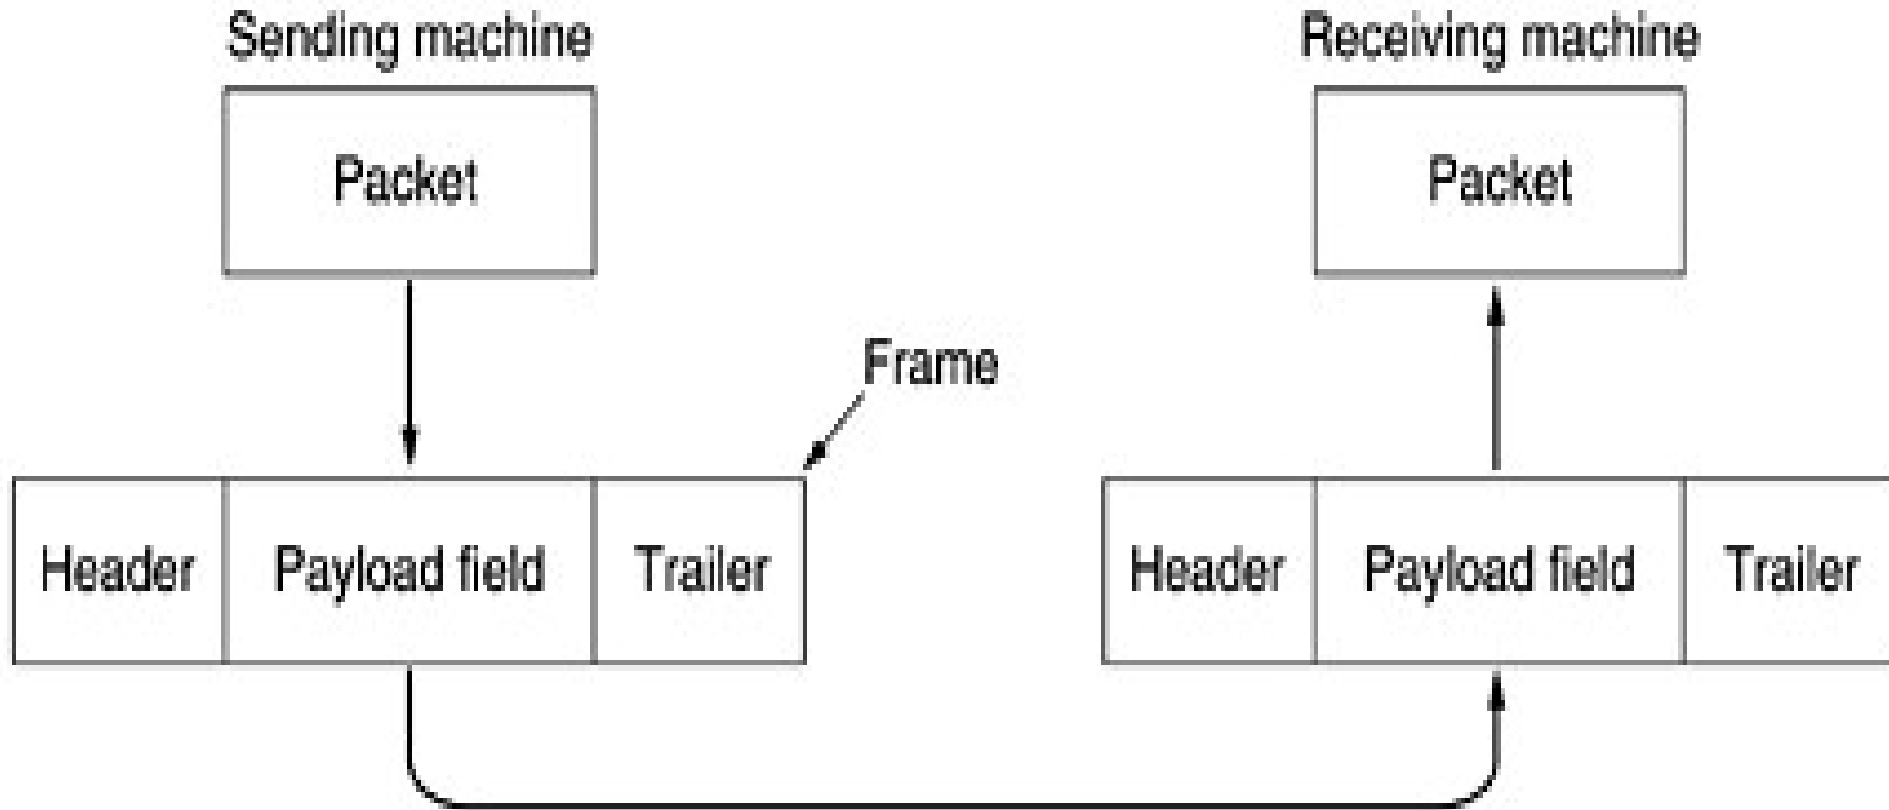 Sending machine
Receiving machine
Packet
Packet
Frame
Header
Payload field
Trailer
Header
Payload field
Trailer